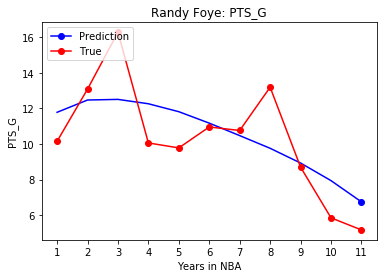 Randy Foye: PTS_G
Prediction
True
PTS_G
16
14
12
10
8
6
1 2 3 4 5 6 7 8 9 10 11
Years in NBA